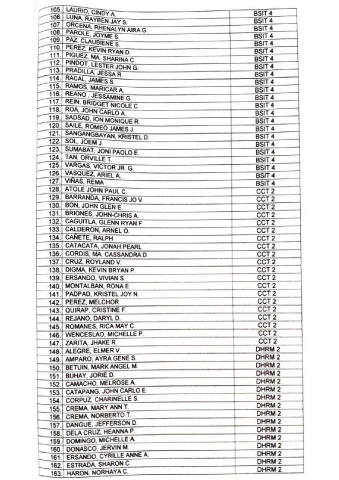 105. LAURIO, CINDY A. BSIT 4
106. LUNA, RAYBEN JAY S. BSIT 4
107. ORCENA, RHENALYN AIRA G. BSIT 4
108. PAROLE, JOYME S. BSIT 4
109. PAZ, CLAUBIENE S. BSIT 4
110. PEREZ, KEVIN RYAN D. BSIT 4
111. PIGUEZ, MA. SHARINA C. BSIT 4
112. PINDOT, LESTER JOHN G. BSIT 4
113. PRADILLA, JESSA R. BSIT 4
114. RACAL, JAMES S. BSIT 4
115. RAMOS, MARICAR A. BSIT 4
116. REANO, JESSAMINE G. BSIT 4
117. REIN, BRIDGET NICOLE C. BSIT 4
118. ROA, JOHN CARLO A. BSIT 4
119. SADSAD, ION MONIQUE R. BSIT 4
120. SAILE, ROMEO JAMES J. BSIT 4
121. SANGANGBAYAN, KRISTEL D. BSIT 4
122. SOL, JOEM J. BSIT 4
123. SUMABAT, JONI PAOLO E. BSIT 4
124. TAN, ORVILLE T. BSIT 4
125. VARGAS, VICTOR JR. G. BSIT 4
126. VASQUEZ, ARIEL A. BSIT 4
127. VIÑAS, REMA BSIT 4
128. ATOLE JOHN PAUL C. CCT 2
129. BARRANDA, FRANCIS JO V. CCT 2
130. BON, JOHN GLEN E. CCT 2
131. BRIONES, JOHN-CHRIS A. CCT 2
132. CAGUITLA, GLENN RYAN F. CCT 2
133. CALDERON, ARNEL O. CCT 2
134. CAÑETE, RALPH CCT 2
135. CATACATA, JONAH PEARL CCT 2
136. CORDIS, MA. CASSANDRA D. CCT 2
137. CRUZ, ROYLAND V. CCT 2
138. DIGMA, KEVIN BRYAN P. CCT 2
139. ERSANDO, VIVIAN S. CCT 2
140. MONTALBAN, RONA E. CCT 2
141. PADPAD, KRISTEL JOY N. CCT 2
142. PEREZ, MELCHOR CCT 2
143. QUIRAP, CRISTINE F. CCT 2
144. REJANO, DARYL D. CCT 2
145. ROMANES, RICA MAY C. CCT 2
146. WENCESLAO, MICHELLE P. CCT 2
147. ZARITA, JHAKE R. CCT 2
148. ALEGRE, ELMER V. DHRM 2
149. AMPARO, AYRA GENE S. DHRM 2
150. BETUIN, MARK ANGEL M. DHRM 2
151. BUHAY, JORIE D. DHRM 2
152. CAMACHO, MELROSE A. DHRM 2
153. CATAPANG, JOHN CARLO E. DHRM 2
154. CORPUZ, CHARINELLE S. DHRM 2
155. CREMA, MARY ANN T. DHRM 2
156. CREMA, NORBERTO T. DHRM 2
157. DANGUE, JEFFERSON D. DHRM 2
158. DELA CRUZ, HEANNA P. DHRM 2
159. DOMINGO, MICHELLE A. DHRM 2
160. DONASCO, JERVIN M. DHRM 2
161. ERSANDO, CYRILLE ANNE A. DHRM 2
162. ESTRADA, SHARON C. DHRM 2
163. HARON, NORHAYA C. DHRM 2